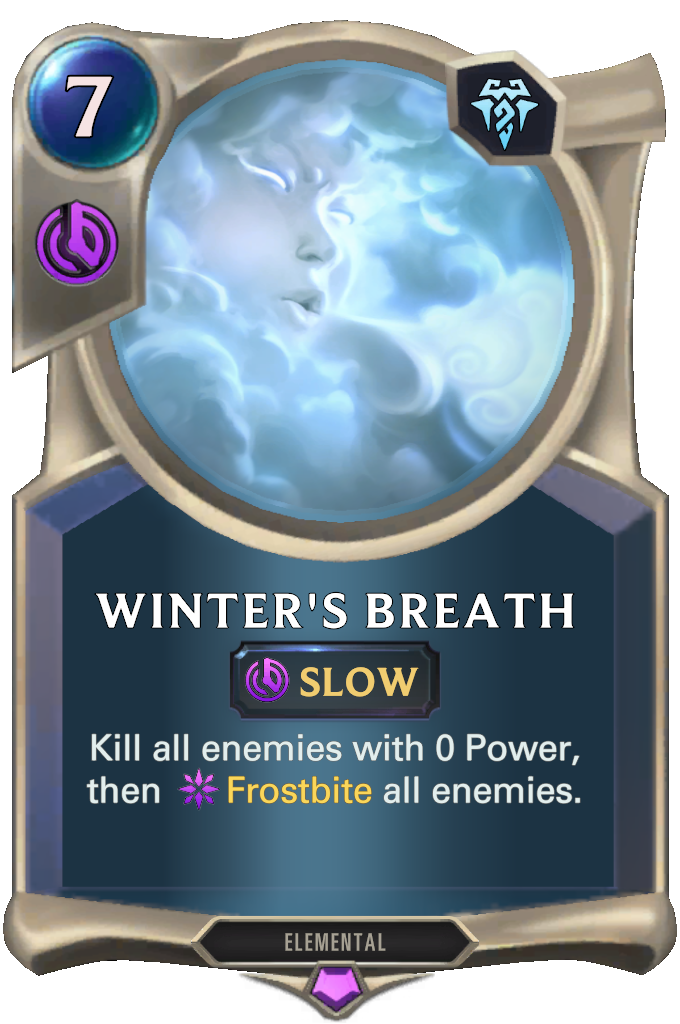 7
WINTER'S BREATH
SLOW
Kill all enemies with 0 Power,
then Frostbite all enemies.
ELEMENTAL